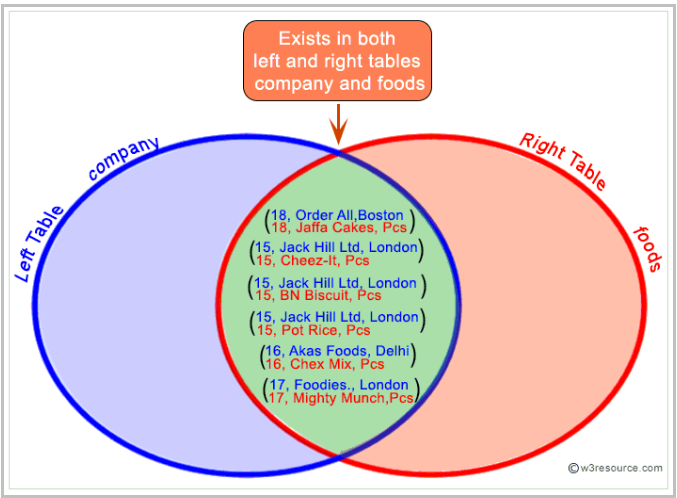 Exists in both
left and right tables
company and foods
Left Table
company
Right Table
foods
(18, Order All,Boston
18, Jaffa Cakes, Pcs)
(15, Jack Hill Ltd, London
15, Cheez-It, Pcs)
(15, Jack Hill Ltd, London
15, BN Biscuit, Pcs)
(15, Jack Hill Ltd, London
15, Pot Rice, Pcs)
(16, Akas Foods, Delhi
16, Chex Mix, Pcs)
(17, Foodies., London
17, Mighty Munch,Pcs)
©w3resource.com